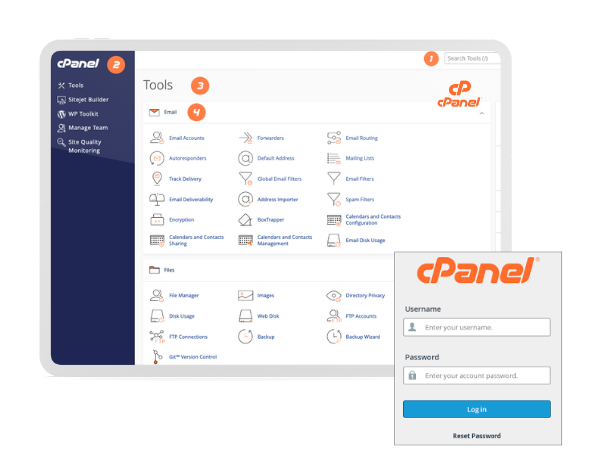 cPanel 2
1 Search Tools (/)
Tools
Sitejet Builder
WP Toolkit
Manage Team
Site Quality
Monitoring
Tools 3
cP
cPanel
Email 4
Email Accounts
Forwarders
Email Routing
Autoresponders
Default Address
Mailing Lists
Track Delivery
Global Email Filters
Email Filters
Email Deliverability
Address Importer
Spam Filters
Encryption
BoxTrapper
Calendars and Contacts
Configuration
Calendars and Contacts
Sharing
Calendars and Contacts
Management
Email Disk Usage
Files
File Manager
Images
Directory Privacy
Disk Usage
Web Disk
FTP Accounts
FTP Connections
Backup
Backup Wizard
Git™ Version Control
cPanel®
Username
Enter your username.
Password
Enter your account password.
Log in
Reset Password